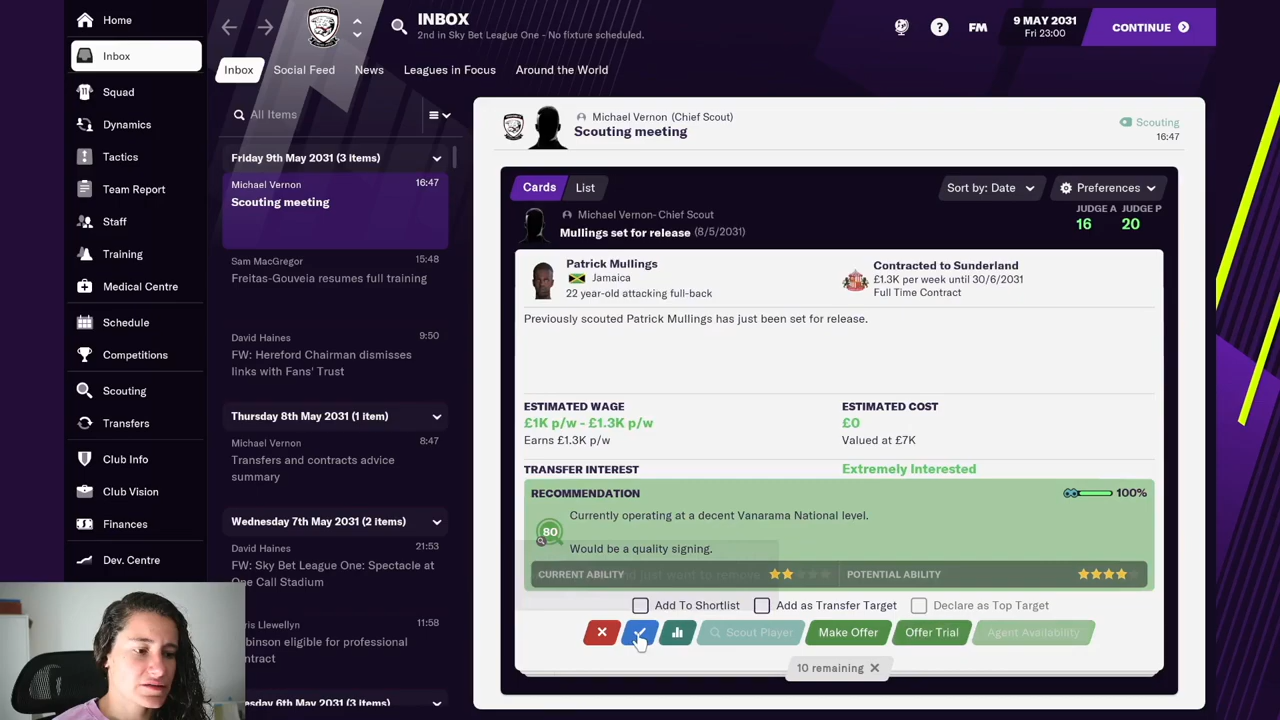 Home
Inbox
Squad
Dynamics
Tactics
Team Report
Staff
Training
Medical Centre
Schedule
Competitions
Scouting
Transfers
Club Info
Club Vision
Finances
Dev. Centre
INBOX
2nd in Sky Bet League One - No fixture scheduled.
?
FM
9 MAY 2031
Fri 23:00
CONTINUE
Inbox
Social Feed
News
Leagues in Focus
Around the World
All Items
Friday 9th May 2031 (3 items)
Michael Vernon 16:47
Scouting meeting
Sam MacGregor 15:48
Freitas-Gouveia resumes full training
David Haines 9:50
FW: Hereford Chairman dismisses
links with Fans' Trust
Thursday 8th May 2031 (1 item)
Michael Vernon 8:47
Transfers and contracts advice
summary
Wednesday 7th May 2031 (2 items)
David Haines 21:53
FW: Sky Bet League One: Spectacle at
One Call Stadium
Llewellyn 11:58
eligible for professional
Michael Vernon (Chief Scout)
Scouting meeting
Scouting
16:47
Cards
List
Sort by: Date
Preferences
Michael Vernon- Chief Scout
Mullings set for release (8/5/2031)
JUDGE A JUDGE P
16 20
Patrick Mullings
Jamaica
22 year-old attacking full-back
Contracted to Sunderland
£1.3K per week until 30/6/2031
Full Time Contract
Previously scouted Patrick Mullings has just been set for release.
ESTIMATED WAGE
£1K p/w - £1.3K p/w
Earns £1.3K p/w
ESTIMATED COST
£0
Valued at £7K
TRANSFER INTEREST
Extremely Interested
RECOMMENDATION
100%
Currently operating at a decent Vanarama National level.
80
Would be a quality signing.
CURRENT ABILITY
POTENTIAL ABILITY
Add To Shortlist
Add as Transfer Target
Declare as Top Target
Scout Player
Make Offer
Offer Trial
Agent Availability
10 remaining